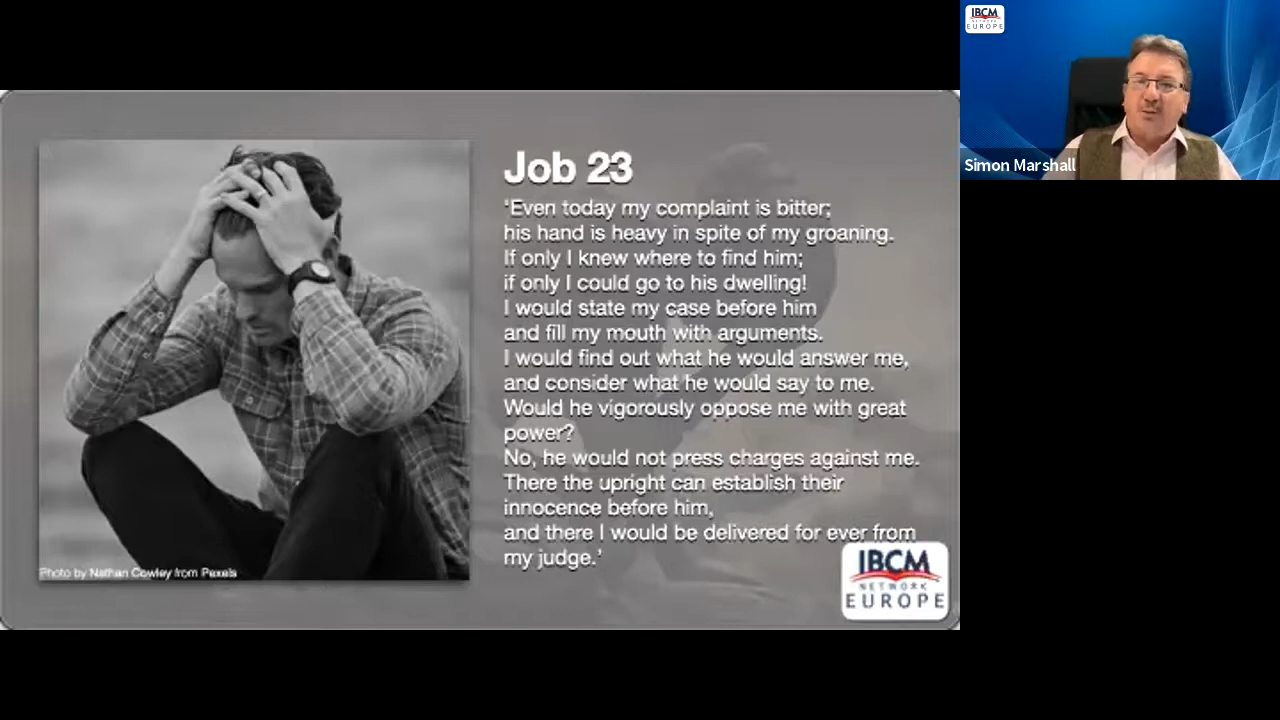 Job 23
'Even today my complaint is bitter;
his hand is heavy in spite of my groaning.
If only I knew where to find him;
if only I could go to his dwelling!
I would state my case before him
and fill my mouth with arguments.
I would find out what he would answer me,
and consider what he would say to me.
Would he vigorously oppose me with great
power?
No, he would not press charges against me.
There the upright can establish their
innocence before him,
and there I would be delivered for ever from
my judge.'
Photo by Nathan Cowley from Pexels
IBCM
NETWORK
EUROPE
IBCM
NETWORK
EUROPE
Simon Marshall